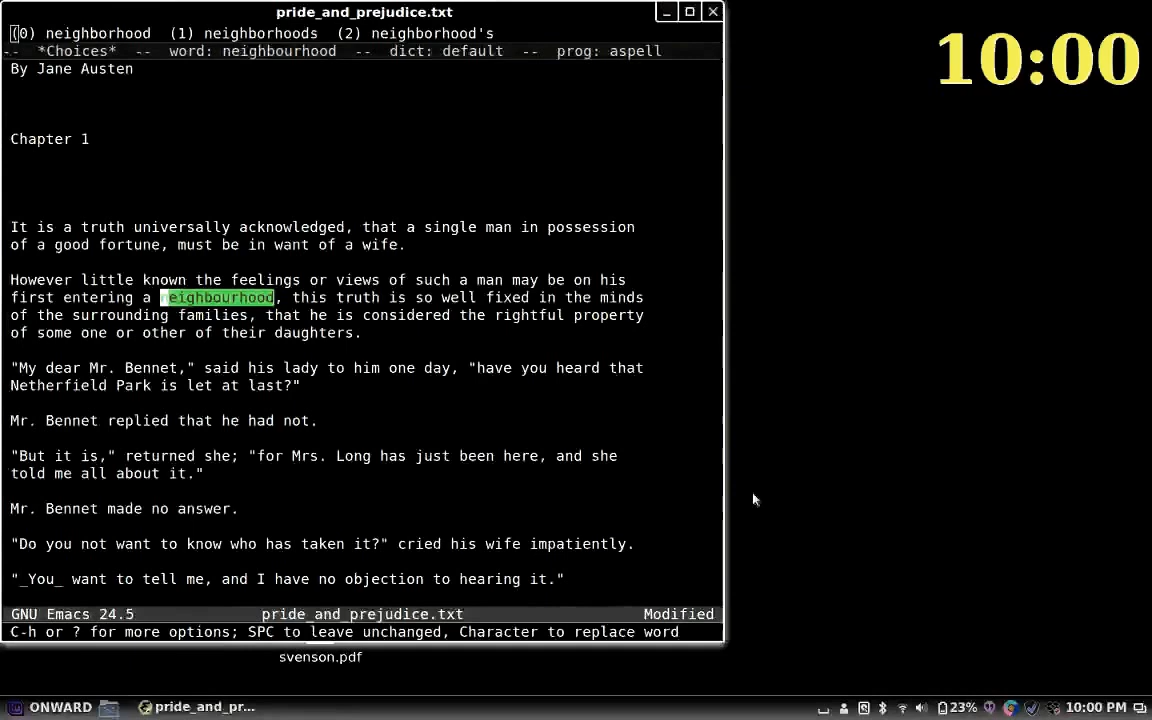 pride_and_prejudice.txt
10:00
(0) neighborhood  (1) neighborhoods  (2) neighborhood's
-- *Choices* -- word: neighbourhood -- dict: default -- prog: aspell
By Jane Austen
Chapter 1
It is a truth universally acknowledged, that a single man in possession
of a good fortune, must be in want of a wife.
However little known the feelings or views of such a man may be on his
first entering a neighbourhood, this truth is so well fixed in the minds
of the surrounding families, that he is considered the rightful property
of some one or other of their daughters.
"My dear Mr. Bennet," said his lady to him one day, "have you heard that
Netherfield Park is let at last?"
Mr. Bennet replied that he had not.
"But it is," returned she; "for Mrs. Long has just been here, and she
told me all about it."
Mr. Bennet made no answer.
"Do you not want to know who has taken it?" cried his wife impatiently.
"_You_ want to tell me, and I have no objection to hearing it."
GNU Emacs 24.5 pride_and_prejudice.txt Modified
C-h or ? for more options; SPC to leave unchanged, Character to replace word
svenson.pdf
ONWARD pride_and_pr... 23% 10:00 PM